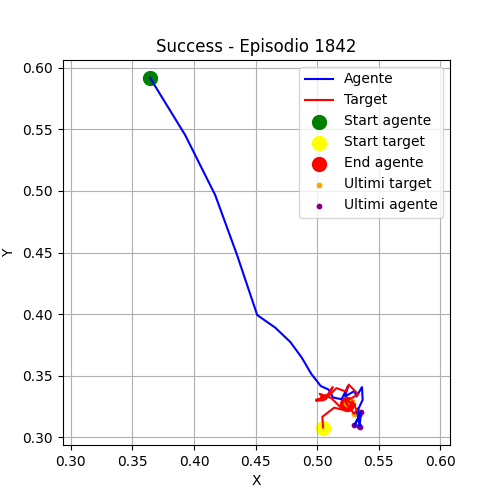 Success - Episodio 1842
0.60
0.55
0.50
0.45
0.40
0.35
0.30
Y
Agente
Target
Start agente
Start target
End agente
Ultimi target
Ultimi agente
0.30 0.35 0.40 0.45 0.50 0.55 0.60
X